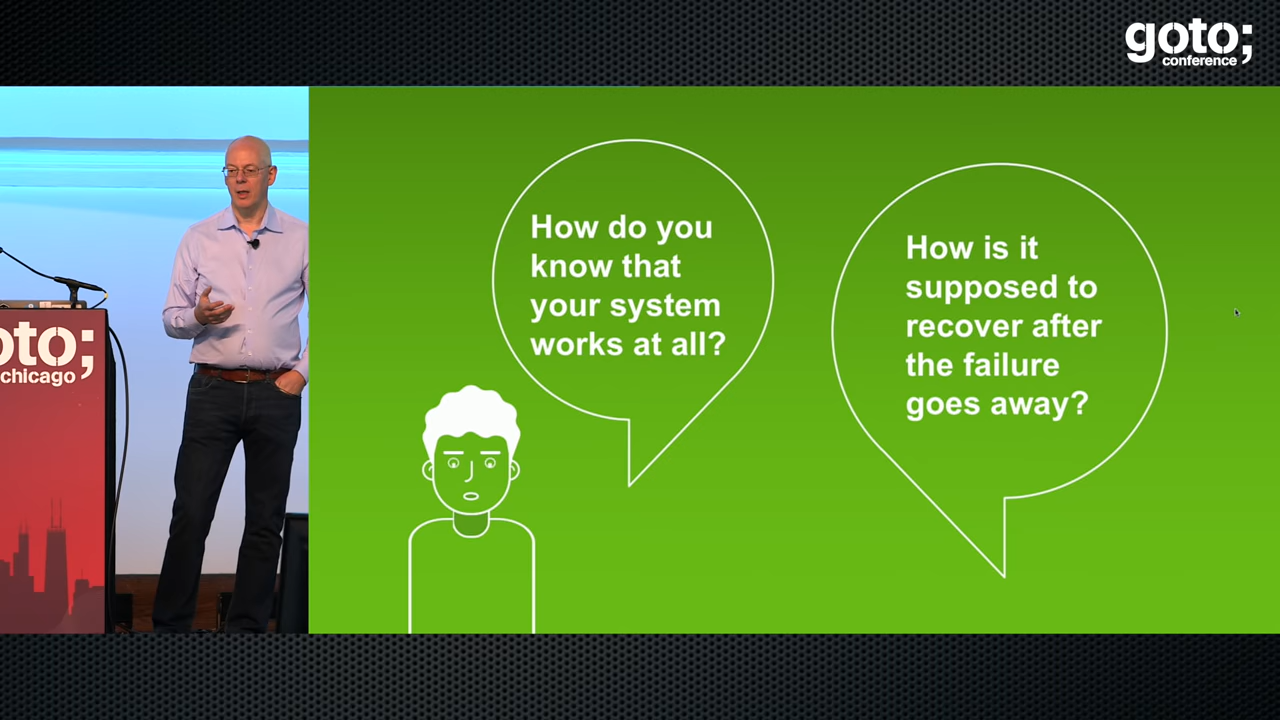 goto;
conference
How do you
know that
your system
works at all?
How is it
supposed to
recover after
the failure
goes away?
oto;
chicago